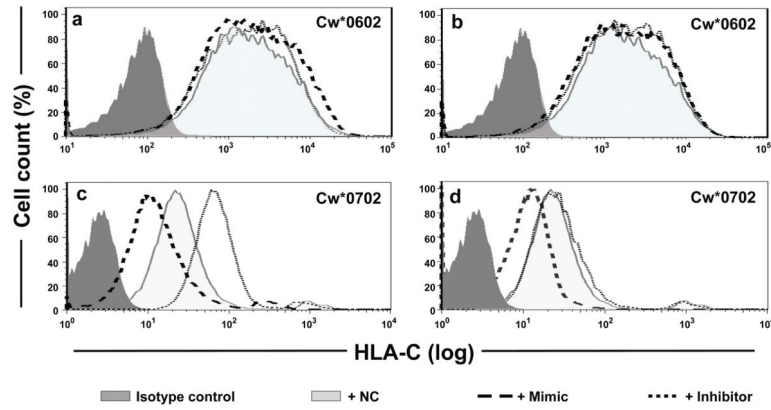 a
Cw*0602
100
80
60
40
20
0
10¹ 10² 10³ 10⁴ 10⁵
b
Cw*0602
100
80
60
40
20
0
10¹ 10² 10³ 10⁴ 10⁵
Cell count (%)
c
Cw*0702
100
80
60
40
20
0
10⁰ 10¹ 10² 10³ 10⁴
d
Cw*0702
100
80
60
40
20
0
10⁰ 10¹ 10² 10³ 10⁴
HLA-C (log)
Isotype control + NC + Mimic + Inhibitor